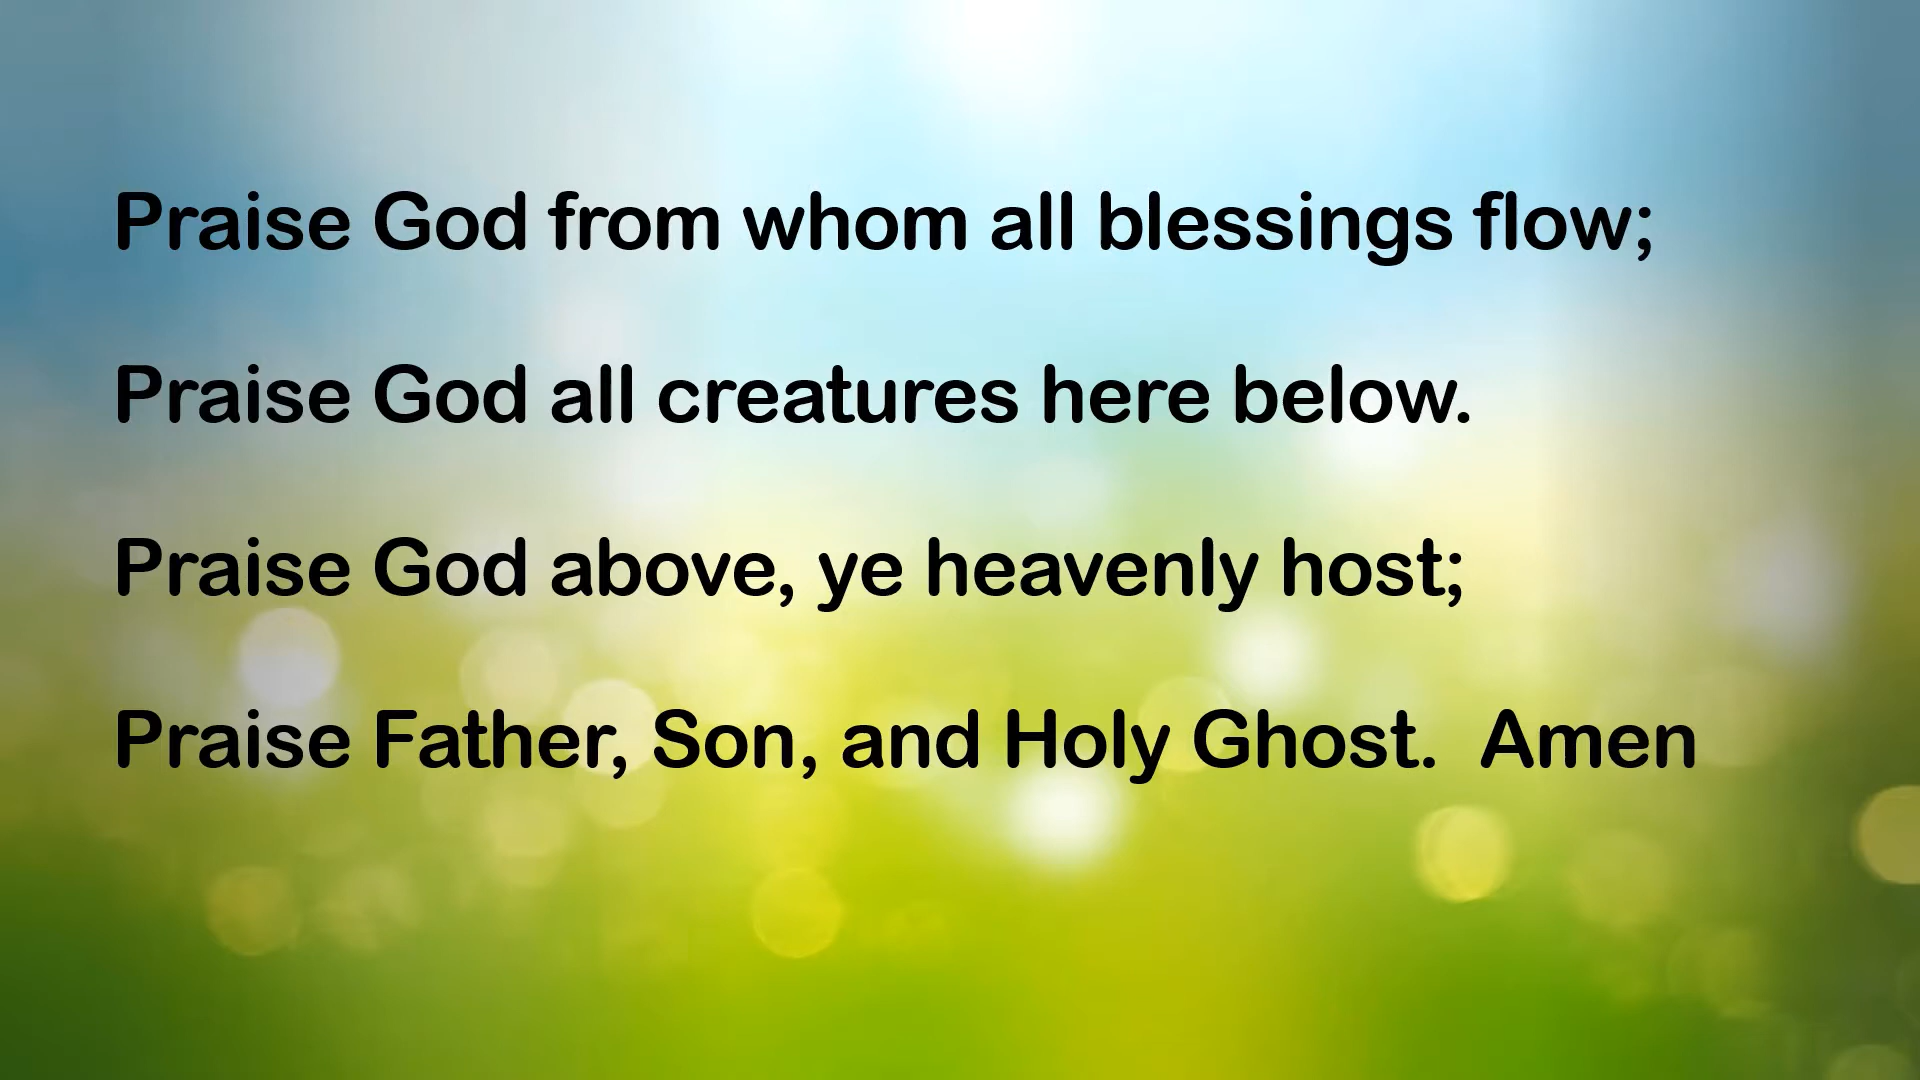 Praise God from whom all blessings flow;
Praise God all creatures here below.
Praise God above, ye heavenly host;
Praise Father, Son, and Holy Ghost.  Amen